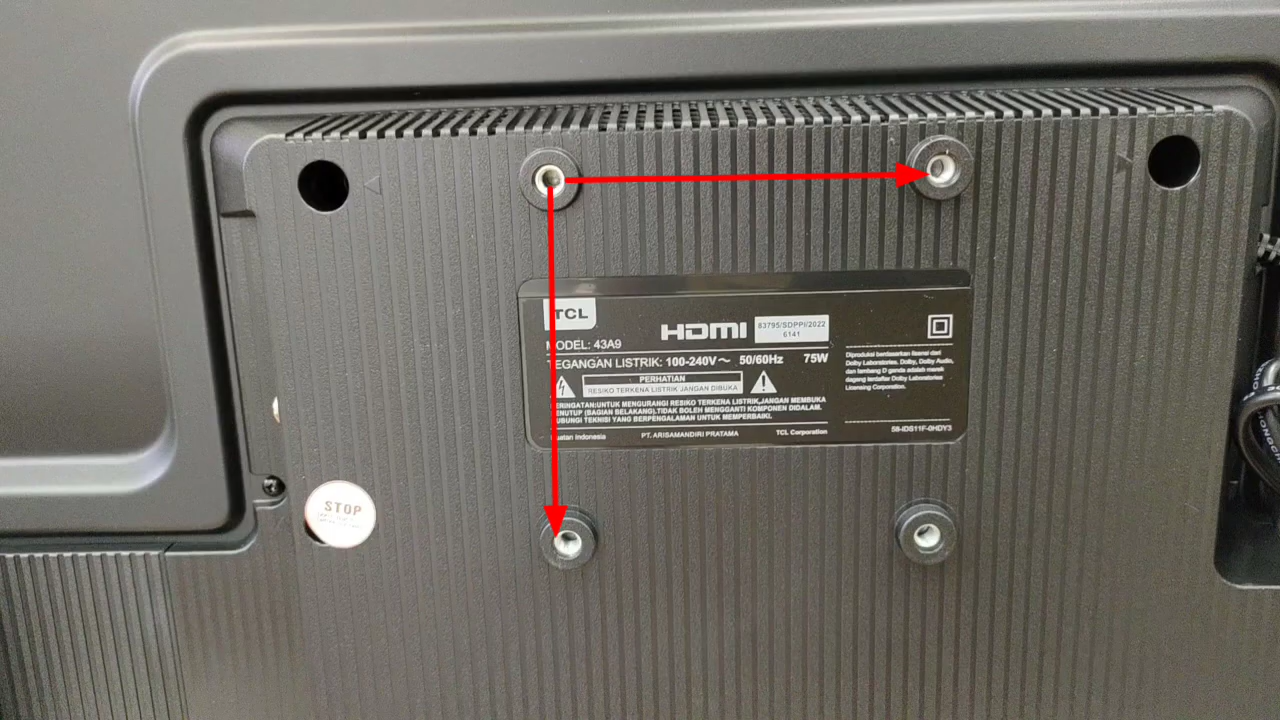 TCL
HDMI
83795/SDPPI/2022
6141
MODEL: 43A9
TEGANGAN LISTRIK: 100-240V~ 50/60Hz 75W
PERHATIAN
RESIKO TERKENA LISTRIK JANGAN DIBUKA
PERINGATAN:UNTUK MENGURANGI RESIKO TERKENA LISTRIK,JANGAN MEMBUKA
PENUTUP (BAGIAN BELAKANG).TIDAK BOLEH MENGGANTI KOMPONEN DIDALAM.
HUBUNGI TEKNISI YANG BERPENGALAMAN UNTUK MEMPERBAIKI.
Buatan Indonesia PT. ARISAMANDIRI PRATAMA TCL Corporation
Diproduksi berdasarkan lisensi dari
Dolby Laboratories. Dolby, Dolby Audio,
dan lambang D ganda adalah merek
dagang terdaftar Dolby Laboratories
Licensing Corporation.
58-IDS11F-0HDY3
STOP